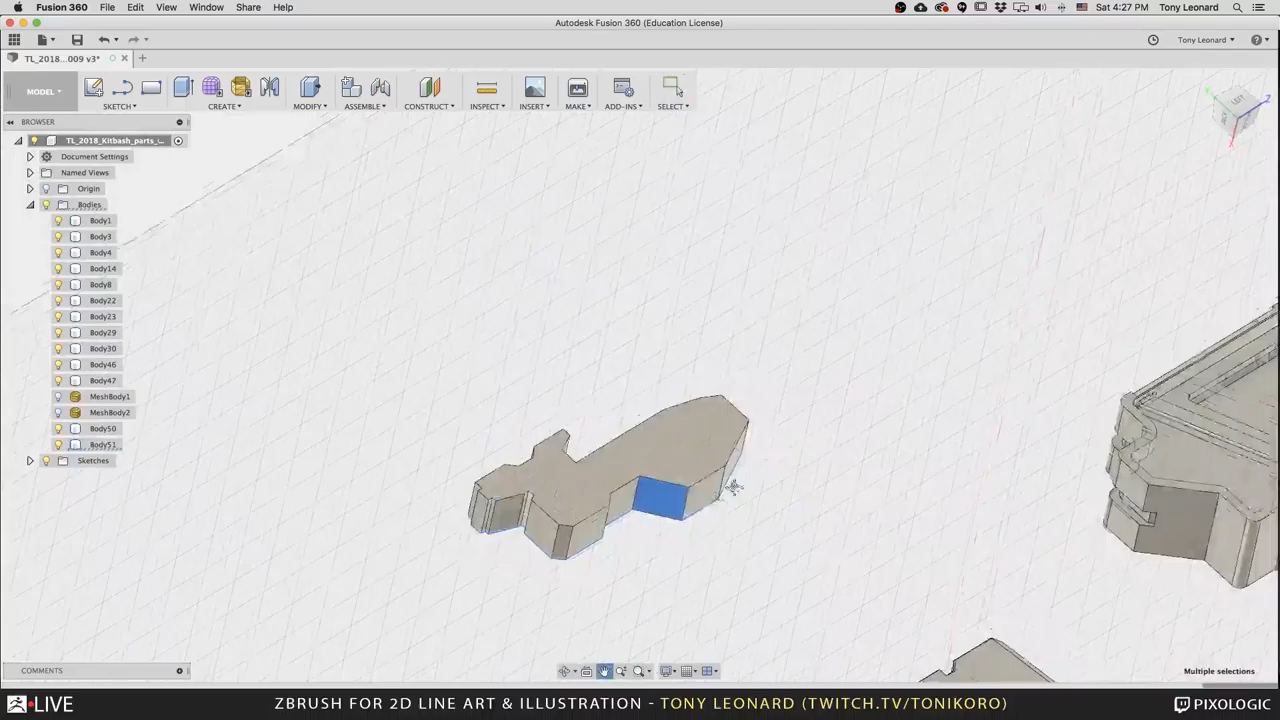 Fusion 360 File Edit View Window Share Help Sat 4:27 PM Tony Leonard
Autodesk Fusion 360 (Education License)
Tony Leonard
TL_2018...009 v3*
MODEL
SKETCH CREATE MODIFY ASSEMBLE CONSTRUCT INSPECT INSERT MAKE ADD-INS SELECT
BROWSER
TL_2018_Kitbash_parts_...
Document Settings
Named Views
Origin
Bodies
Body1
Body3
Body4
Body14
Body8
Body22
Body23
Body29
Body30
Body46
Body47
MeshBody1
MeshBody2
Body50
Body51
Sketches
LEFT
Z
COMMENTS
Multiple selections
LIVE ZBRUSH FOR 2D LINE ART & ILLUSTRATION - TONY LEONARD (TWITCH.TV/TONIKORO) PIXOLOGIC